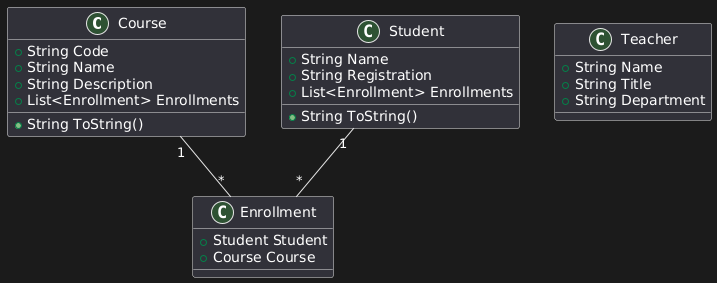 C Course
String Code
String Name
String Description
List<Enrollment> Enrollments
String ToString()
C Student
String Name
String Registration
List<Enrollment> Enrollments
String ToString()
C Teacher
String Name
String Title
String Department
1
*
1
*
C Enrollment
Student Student
Course Course